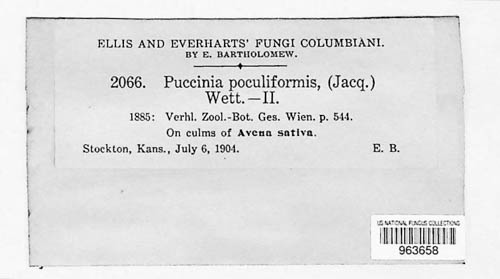 ELLIS AND EVERHARTS' FUNGI COLUMBIANI.
BY E. BARTHOLOMEW.
2066. Puccinia poculiformis, (Jacq.)
Wett.—II.
1885: Verhl. Zool.-Bot. Ges. Wien. p. 544.
On culms of Avena sativa.
Stockton, Kans., July 6, 1904. E. B.
US NATIONAL FUNGUS COLLECTIONS
963658